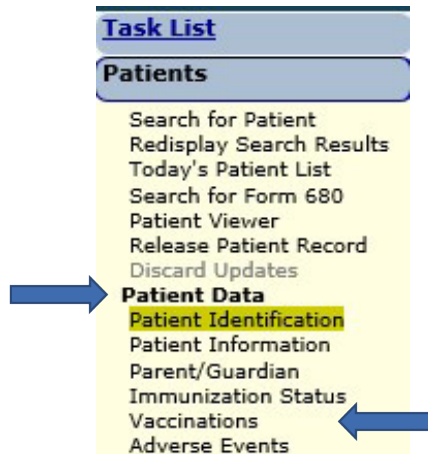 Task List
Patients
Search for Patient
Redisplay Search Results
Today's Patient List
Search for Form 680
Patient Viewer
Release Patient Record
Discard Updates
Patient Data
Patient Identification
Patient Information
Parent/Guardian
Immunization Status
Vaccinations
Adverse Events